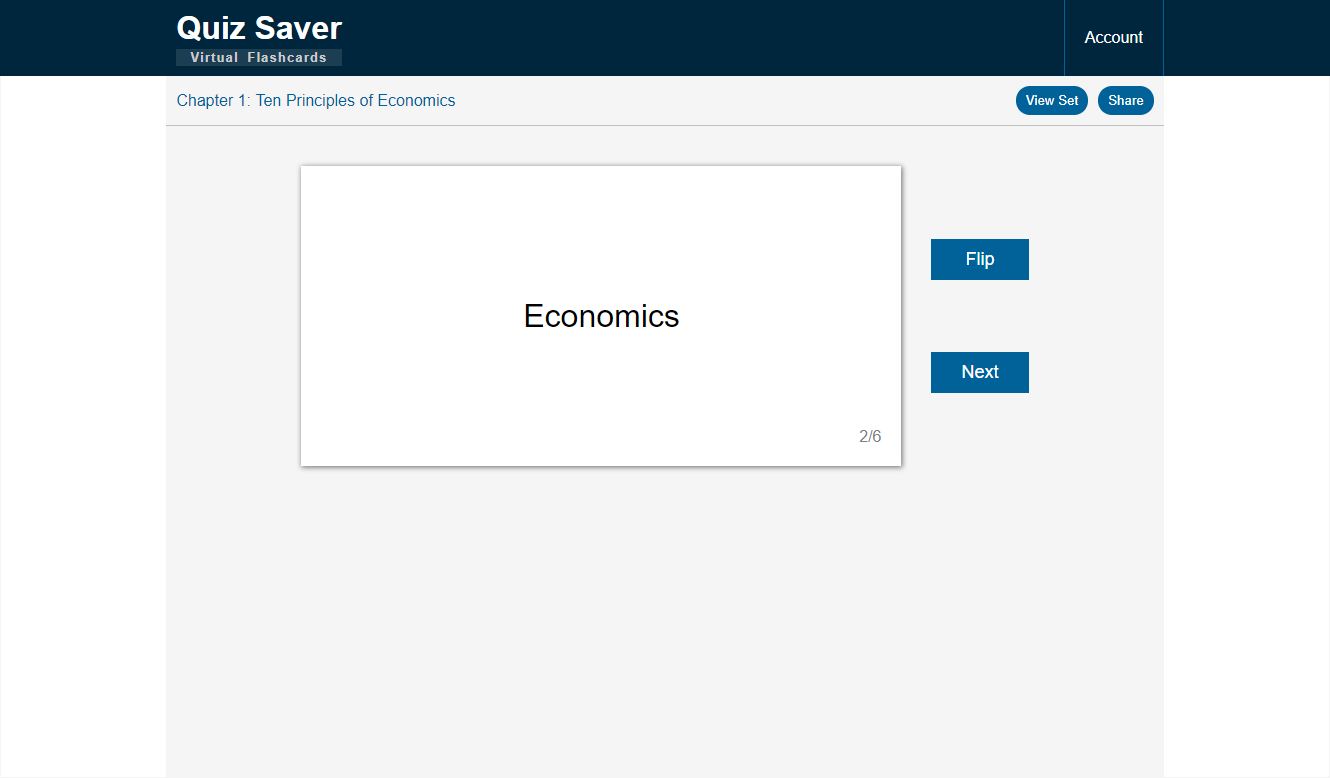 Quiz Saver
Virtual Flashcards
Account
Chapter 1: Ten Principles of Economics
View Set
Share
Economics
Flip
Next
2/6